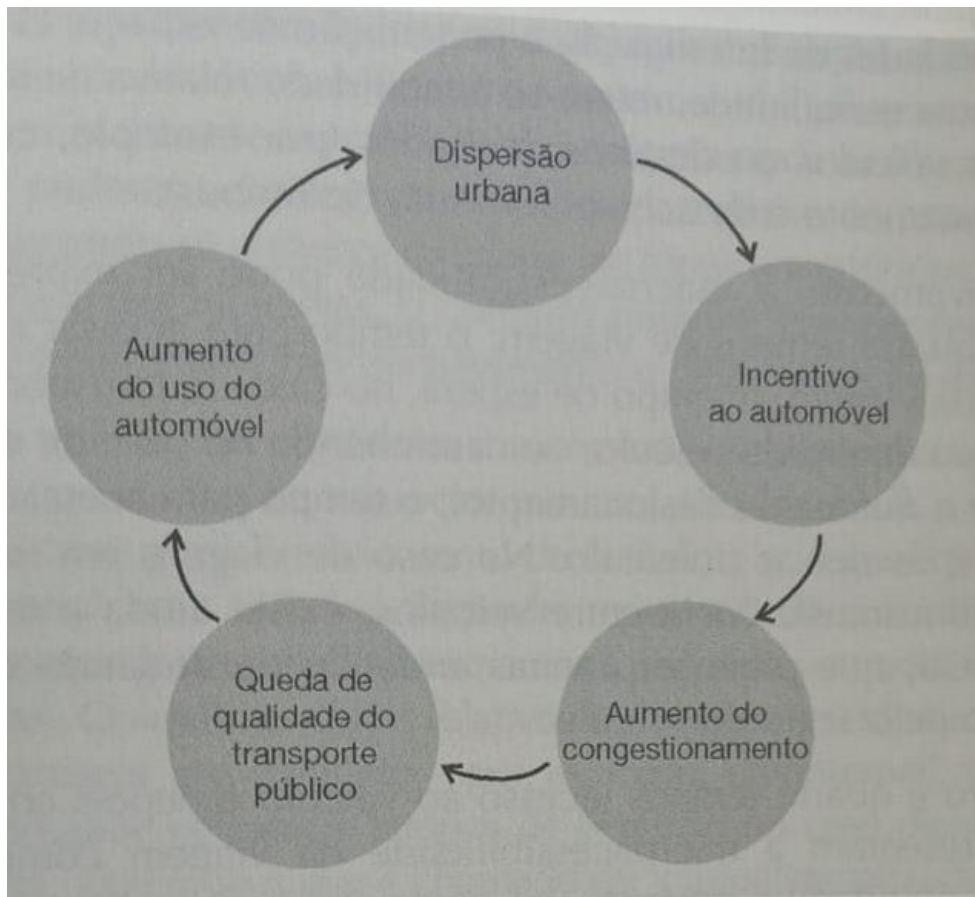 Dispersão
urbana
Incentivo
ao automóvel
Aumento do
congestionamento
Queda de
qualidade do
transporte
público
Aumento
do uso do
automóvel